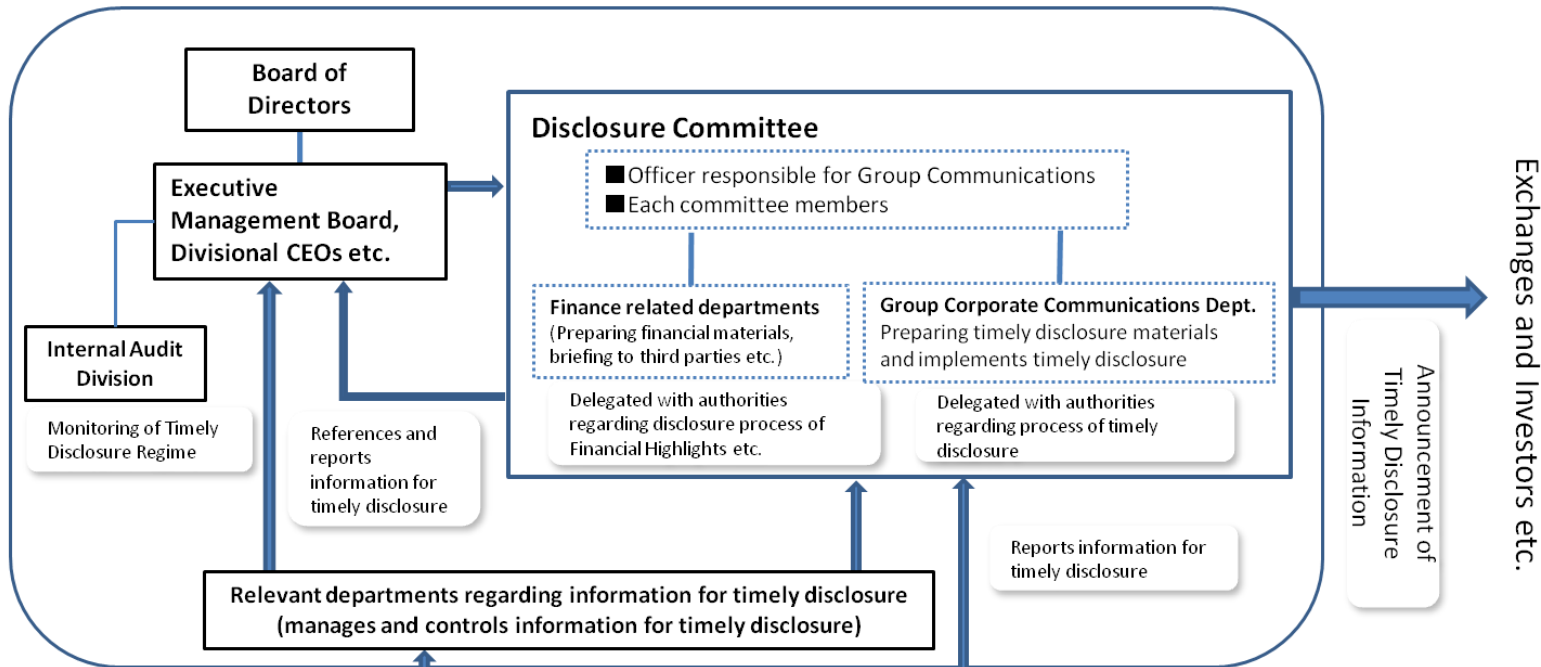 Board of
Directors
Executive
Management Board,
Divisional CEOs etc.
Internal Audit
Division
Monitoring of Timely
Disclosure Regime
References and
reports
information for
timely disclosure
Disclosure Committee
■Officer responsible for Group Communications
■Each committee members
Finance related departments
(Preparing financial materials,
briefing to third parties etc.)
Delegated with authorities
regarding disclosure process of
Financial Highlights etc.
Group Corporate Communications Dept.
Preparing timely disclosure materials
and implements timely disclosure
Delegated with authorities
regarding process of timely
disclosure
Reports information for
timely disclosure
Relevant departments regarding information for timely disclosure
(manages and controls information for timely disclosure)
Announcement of
Timely Disclosure
Information
Exchanges and Investors etc.